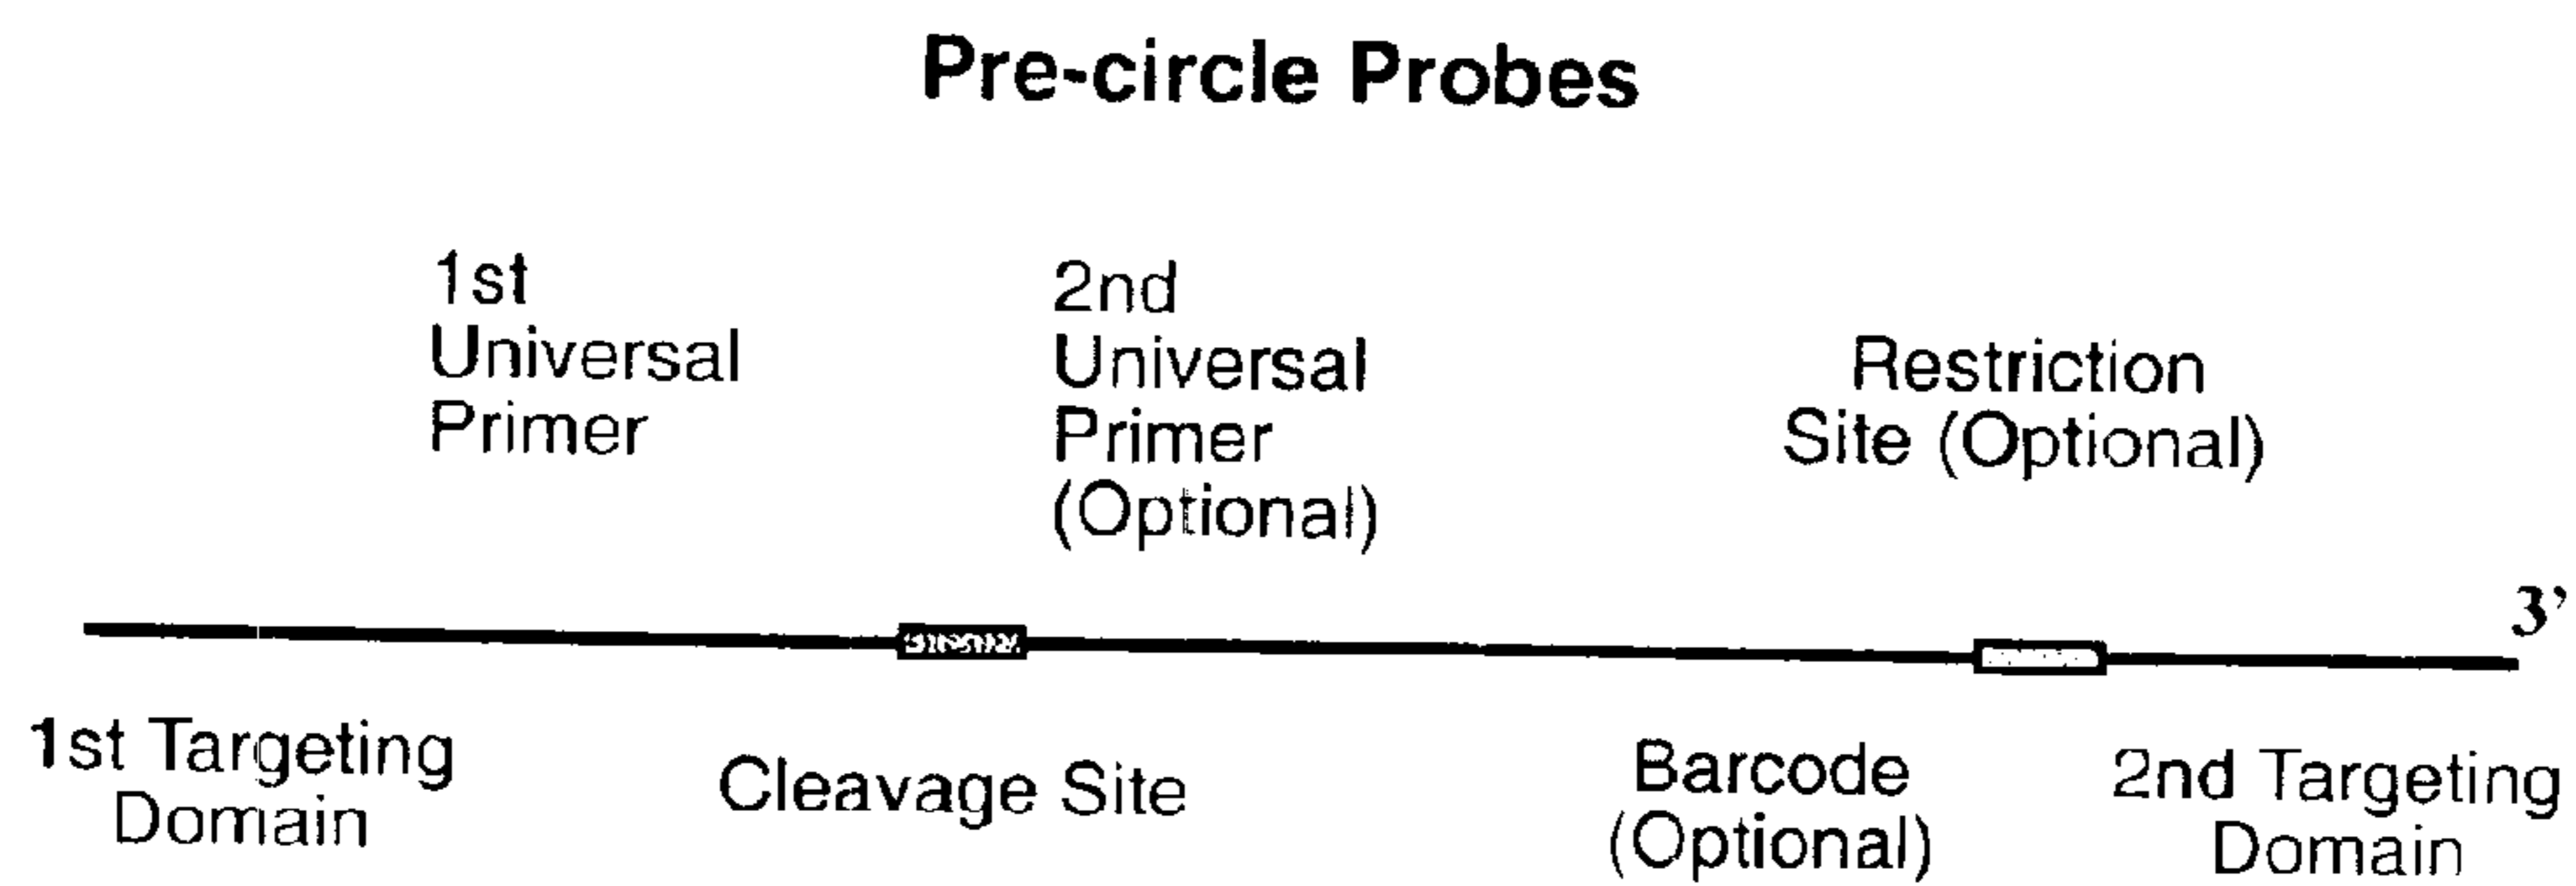 Pre-circle Probes
1st
Universal
Primer
2nd
Universal
Primer
(Optional)
Restriction
Site (Optional)
3’
1st Targeting
Domain
Cleavage Site
Barcode
(Optional)
2nd Targeting
Domain